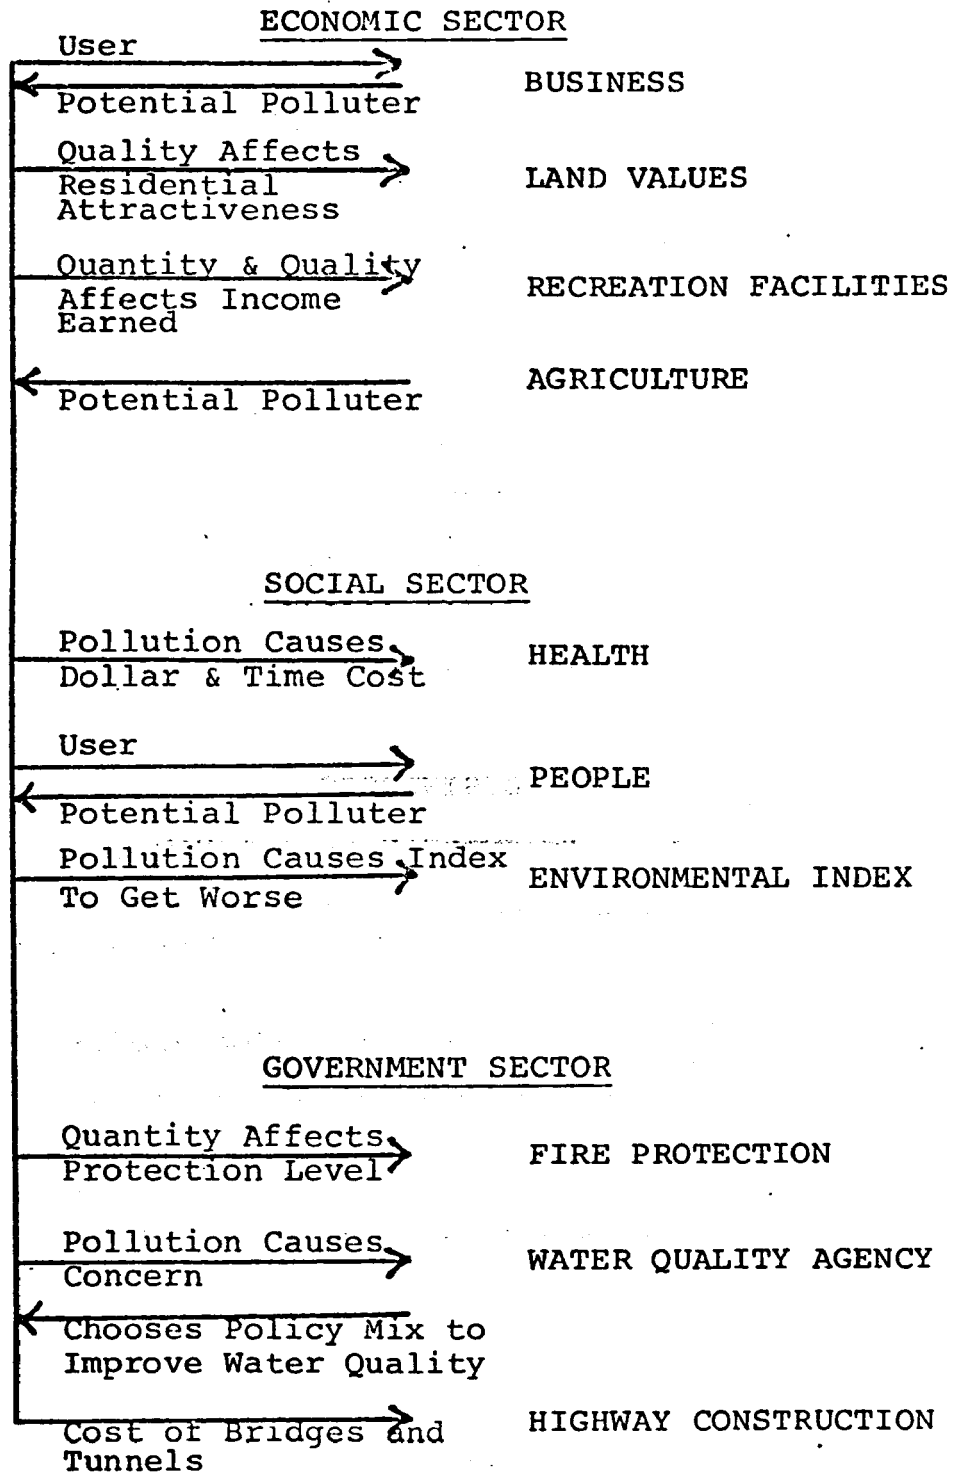 ECONOMIC SECTOR
User
BUSINESS
Potential Polluter
Quality Affects
LAND VALUES
Residential
Attractiveness
Quantity & Quality
RECREATION FACILITIES
Affects Income
Earned
AGRICULTURE
Potential Polluter
SOCIAL SECTOR
Pollution Causes
HEALTH
Dollar & Time Cost
User
PEOPLE
Potential Polluter
Pollution Causes Index
ENVIRONMENTAL INDEX
To Get Worse
GOVERNMENT SECTOR
Quantity Affects
FIRE PROTECTION
Protection Level
Pollution Causes
WATER QUALITY AGENCY
Concern
Chooses Policy Mix to
Improve Water Quality
HIGHWAY CONSTRUCTION
Cost of Bridges and
Tunnels